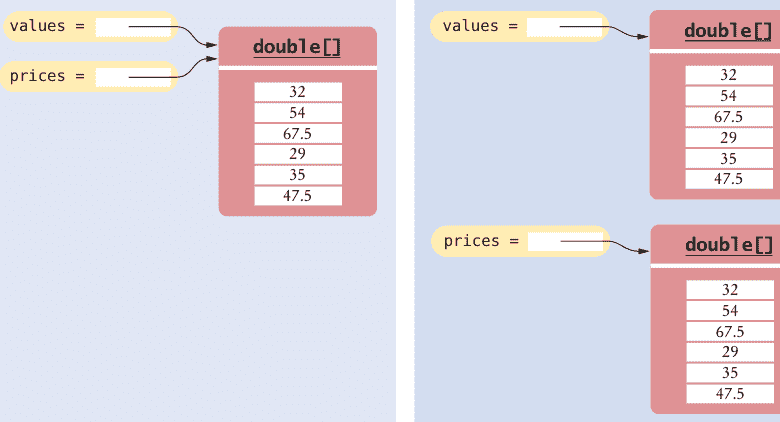 values =
double[]
prices =
32
54
67.5
29
35
47.5
values =
double[]
32
54
67.5
29
35
47.5
prices =
double[]
32
54
67.5
29
35
47.5